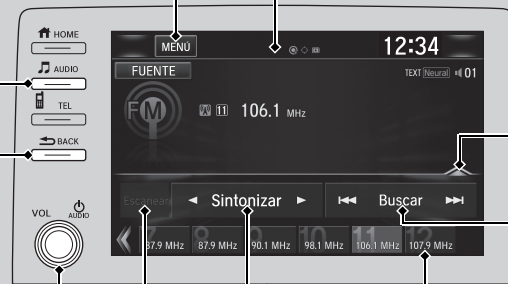 HOME
MENÚ
12:34
AUDIO
FUENTE
TEXT Neural 01
TEL
FM
11 106.1 MHz
BACK
VOL
AUDIO
Escanear
Sintonizar
Buscar
7 87.9 MHz
8 87.9 MHz
9 90.1 MHz
10 98.1 MHz
11 106.1 MHz
12 107.9 MHz